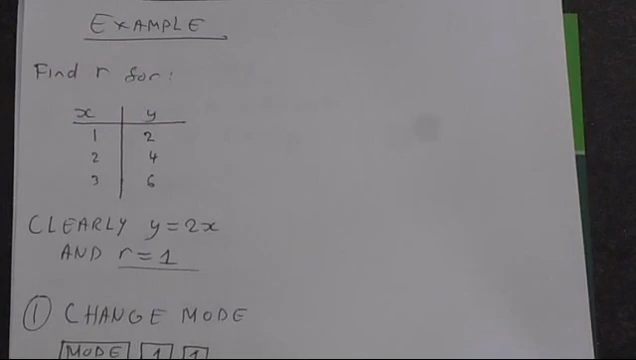 EXAMPLE
Find r for:
x y
1 2
2 4
3 6
CLEARLY y=2x
AND r=1
① CHANGE MODE
MODE 1 1